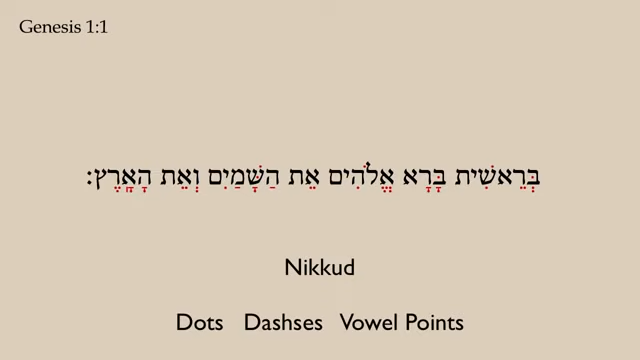 Genesis 1:1
בְּרֵאשִׁית בָּרָא אֱלֹהִים אֵת הַשָּׁמַיִם וְאֵת הָאָרֶץ׃
Nikkud
Dots Dashses Vowel Points